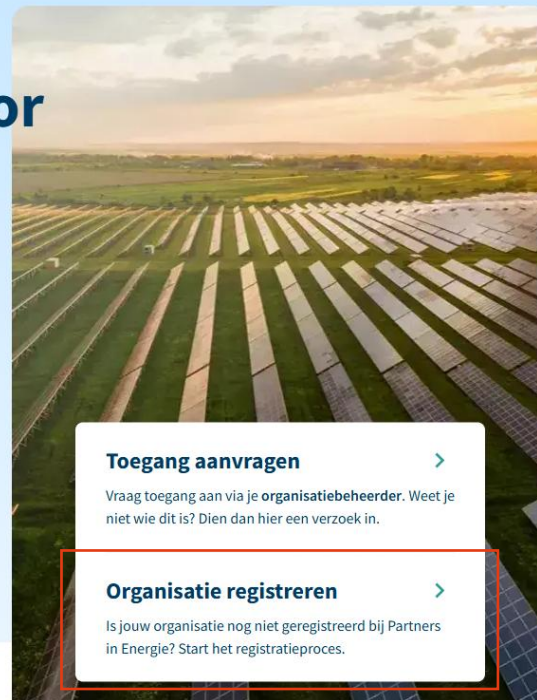 or
Toegang aanvragen
Vraag toegang aan via je organisatiebeheerder. Weet je
niet wie dit is? Dien dan hier een verzoek in.
Organisatie registreren
Is jouw organisatie nog niet geregistreerd bij Partners
in Energie? Start het registratieproces.